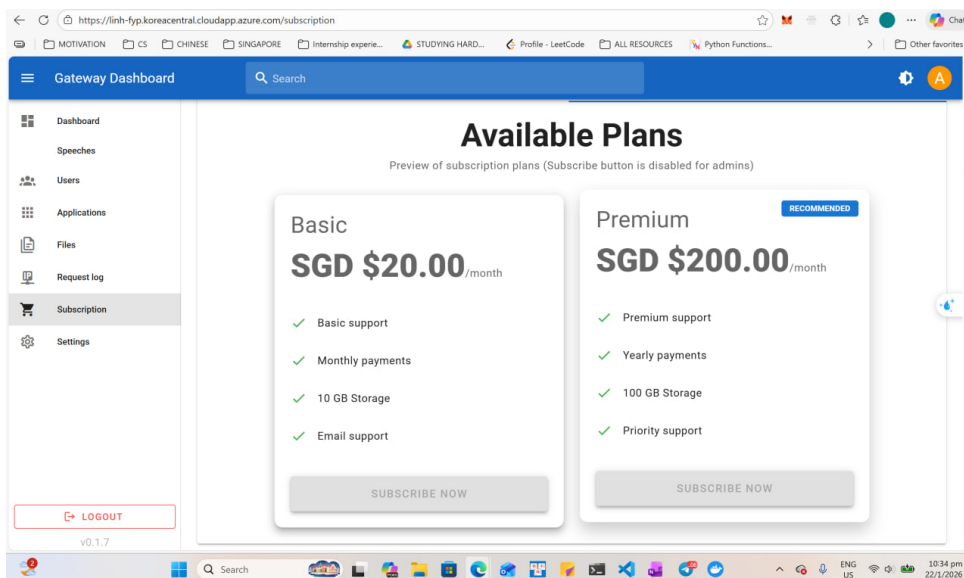 https://linh-fyp.koreacentral.cloudapp.azure.com/subscription
Chat
MOTIVATION CS CHINESE SINGAPORE Internship experie... STUDYING HARD... Profile - LeetCode ALL RESOURCES Python Functions... Other favorites
Gateway Dashboard
Search
A
Dashboard
Speeches
Users
Applications
Files
Request log
Subscription
Settings
LOGOUT
v0.1.7
Available Plans
Preview of subscription plans (Subscribe button is disabled for admins)
Basic
SGD $20.00/month
Basic support
Monthly payments
10 GB Storage
Email support
SUBSCRIBE NOW
RECOMMENDED
Premium
SGD $200.00/month
Premium support
Yearly payments
100 GB Storage
Priority support
SUBSCRIBE NOW
2
Search
ENG
US
10:34 pm
22/1/2026